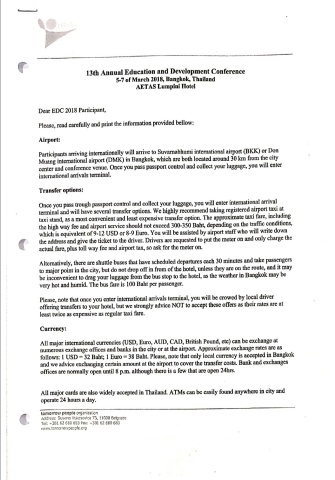 13th Annual Education and Development Conference
5-7 of March 2018, Bangkok, Thailand
AETAS Lumpini Hotel
Dear EDC 2018 Participant,
Please, read carefully and print the information provided bellow:
Airport:
Participants arriving internationally will arrive to Suvarnabhumi international airport (BKK) or Don
Mueng international airport (DMK) in Bangkok, which are both located around 30 km from the city
center and conference venue. Once you pass passport control and collect your luggage, you will enter
international arrivals terminal.
Transfer options:
Once you pass trough passport control and collect your luggage, you will enter international arrival
terminal and will have several transfer options. We highly recommend taking registered airport taxi at
taxi stand, as a most convenient and least expensive transfer option. The approximate taxi fare, including
the high way fee and airport service should not exceed 300-350 Baht, depending on the traffic conditions,
which is equivalent of 9-12 USD or 8-9 Euro. You will be assisted by airport staff who will write down
the address and give the ticket to the driver. Drivers are requested to put the meter on and only charge the
actual fare, plus toll way fee and airport tax, so ask for the meter on.
Alternatively, there are shuttle buses that have scheduled departures each 30 minutes and take passengers
to major point in the city, but do not drop off in from of the hotel, unless they are on the route, and it may
be inconvenient to drag your luggage from the bus stop to the hotel, as the weather in Bangkok may be
very hot and humid. The bus fare is 100 Baht per passenger.
Please, note that once you enter international arrivals terminal, you will be crowed by local driver
offering transfers to your hotel, but we strongly advice NOT to accept these offers as their rates are at
least twice as expensive as regular taxi fare.
Currency:
All major international currencies (USD, Euro, AUD, CAD, British Pound, etc) can be exchange at
numerous exchange offices and banks in the city or at the airport. Approximate exchange rates are as
follows: 1 USD = 32 Baht; 1 Euro = 38 Baht. Please, note that only local currency is accepted in Bangkok
and we advice exchanging certain amount at the airport to cover the transfer costs. Bank and exchanges
offices are normally open until 8 p.m. although there is a few that are open 24hrs.
All major cards are also widely accepted in Thailand. ATMs can be easily found anywhere in city and
operate 24 hours a day.
tomorrow people organization
address: Dusana Vukasovica 73, 11000 Belgrade
www.tomorrowpeople.org